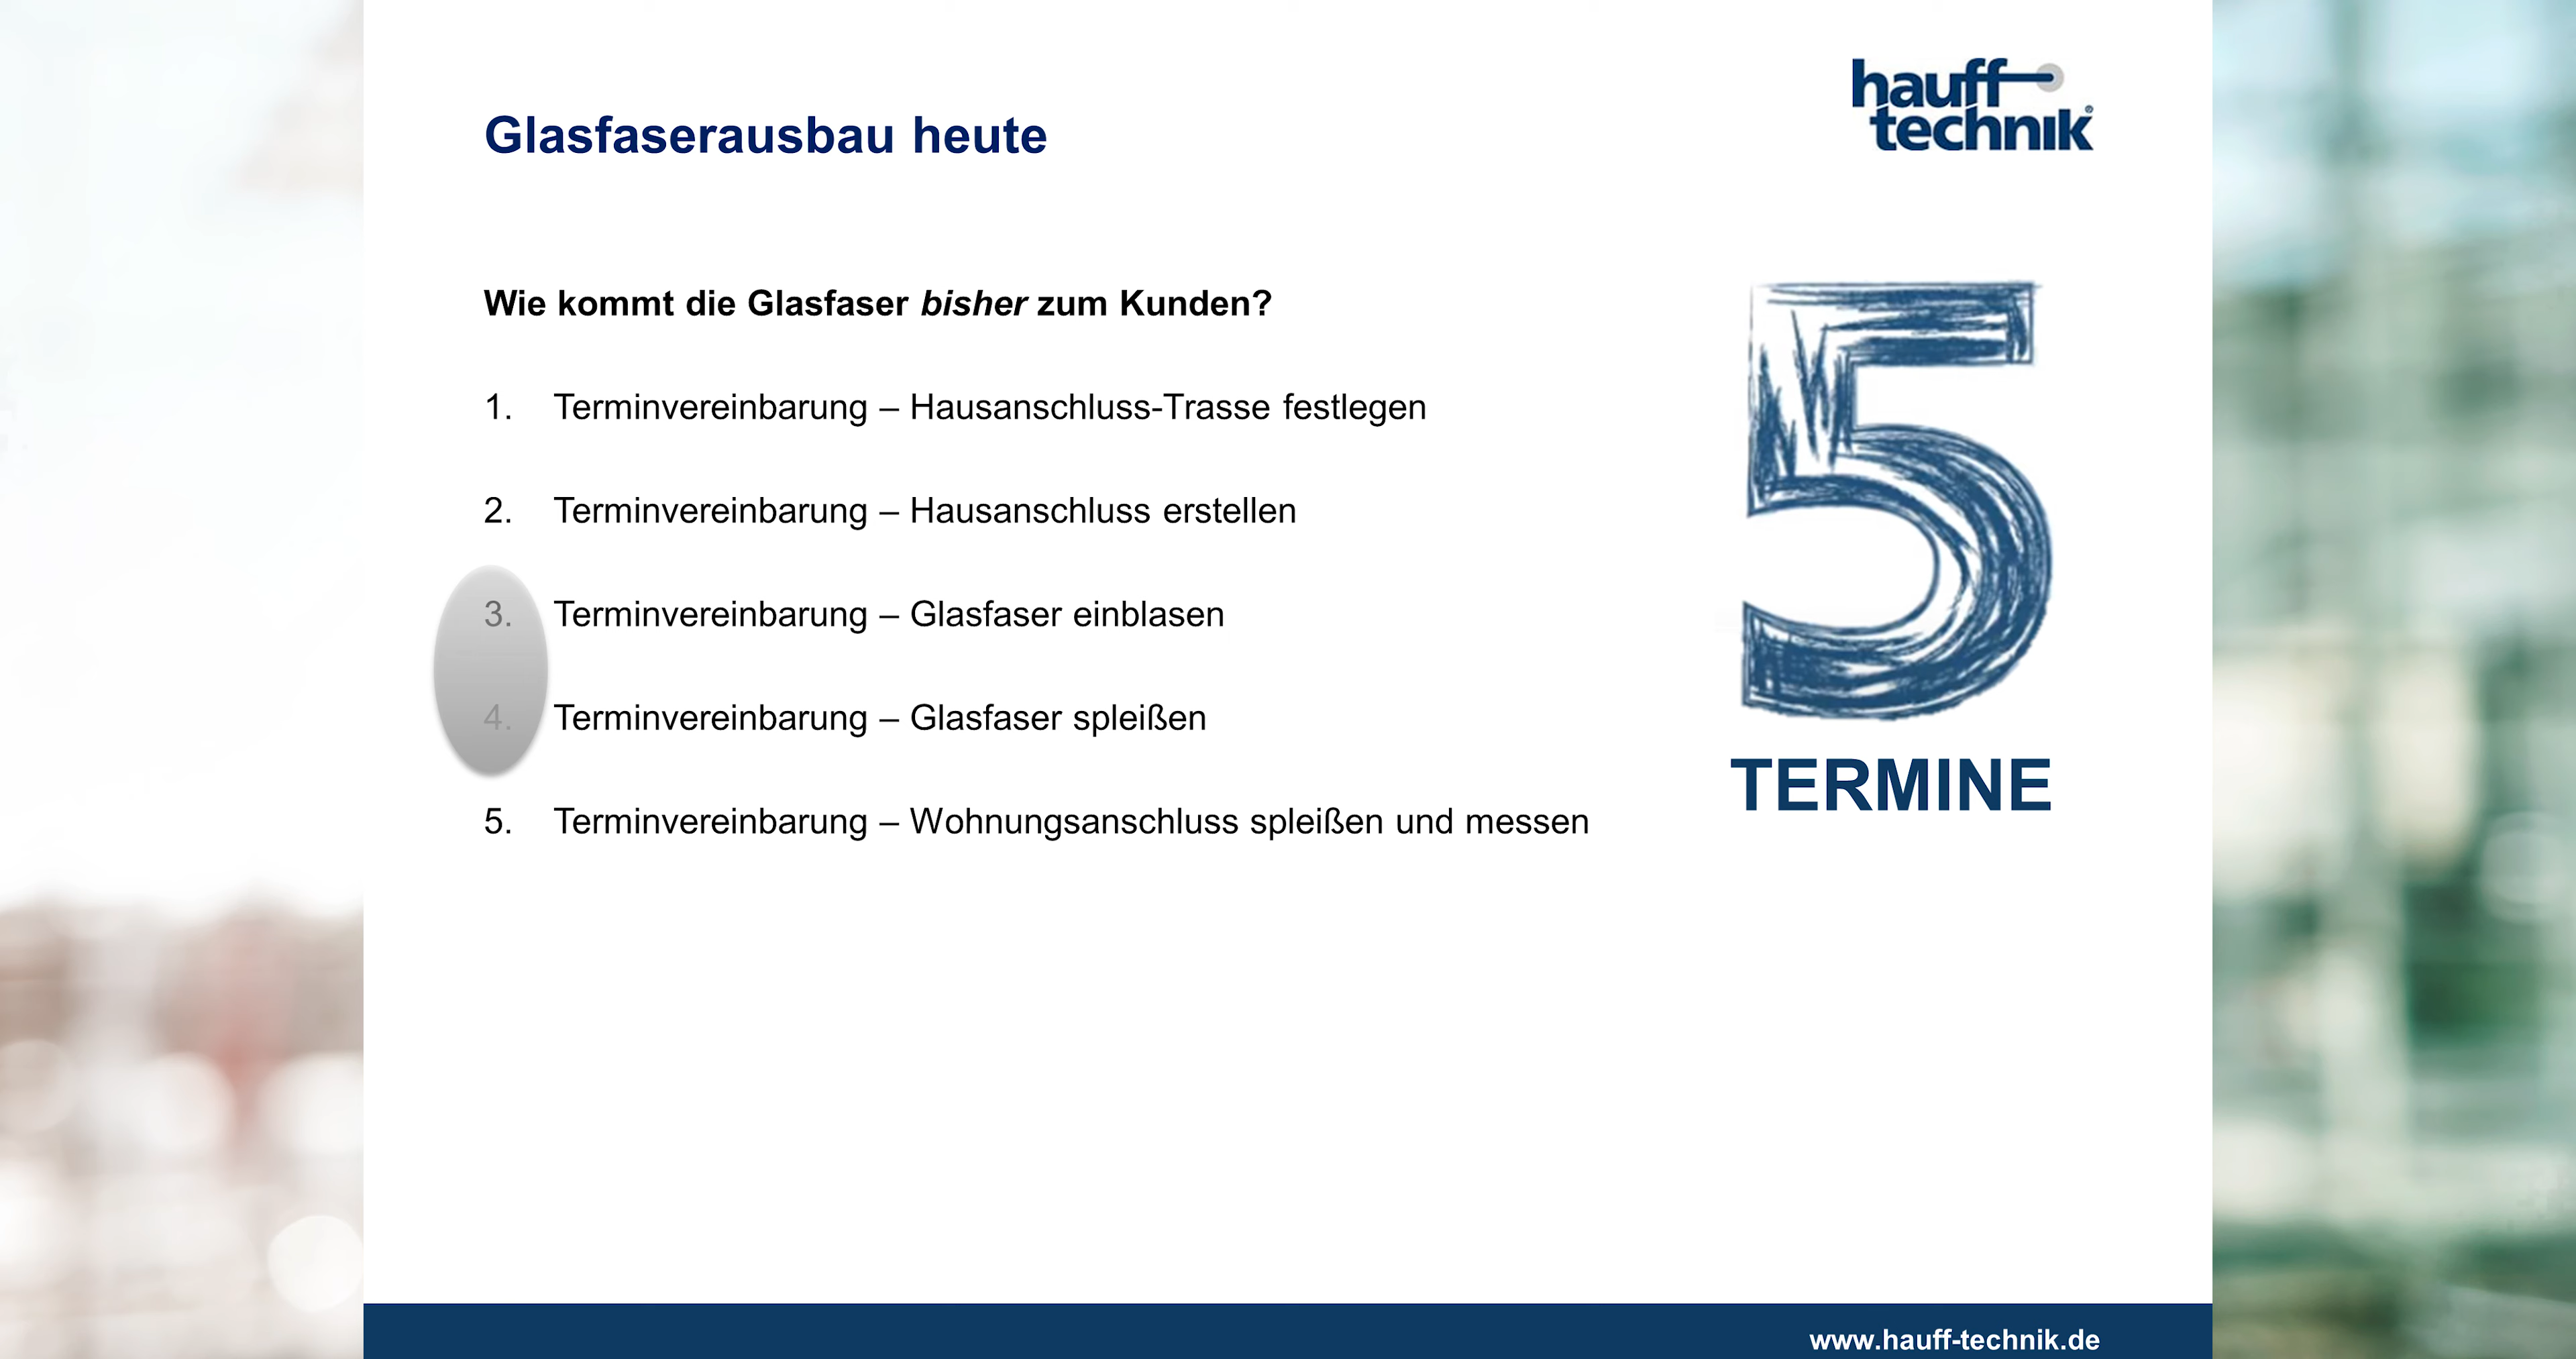 hauff
technik®
Glasfaserausbau heute
Wie kommt die Glasfaser bisher zum Kunden?
1. Terminvereinbarung – Hausanschluss-Trasse festlegen
2. Terminvereinbarung – Hausanschluss erstellen
3. Terminvereinbarung – Glasfaser einblasen
4. Terminvereinbarung – Glasfaser spleißen
5. Terminvereinbarung – Wohnungsanschluss spleißen und messen
5
TERMINE
www.hauff-technik.de